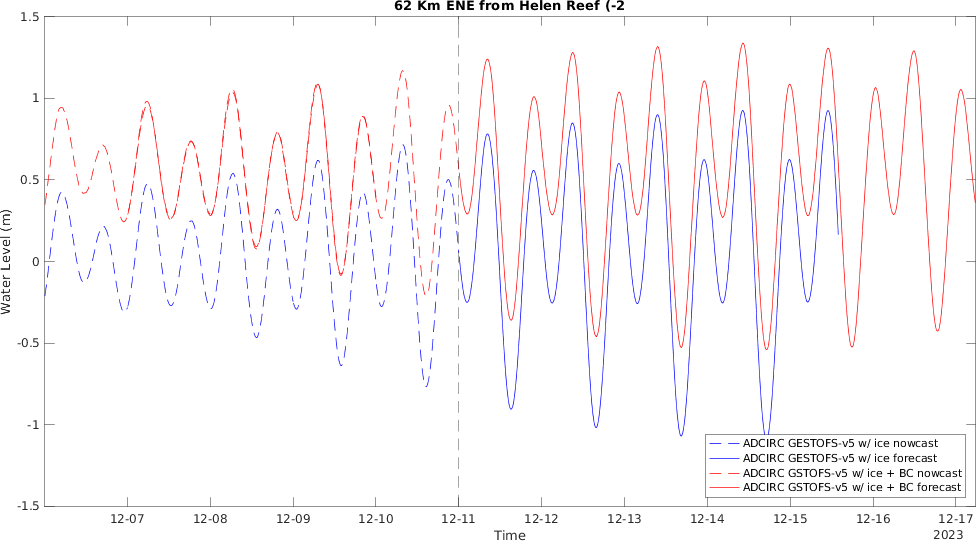 62 Km ENE from Helen Reef (-2
1.5
1
0.5
0
-0.5
-1
-1.5
Water Level (m)
ADCIRC GESTOFS-v5 w/ ice nowcast
ADCIRC GESTOFS-v5 w/ ice forecast
ADCIRC GSTOFS-v5 w/ ice + BC nowcast
ADCIRC GSTOFS-v5 w/ ice + BC forecast
12-07 12-08 12-09 12-10 12-11 12-12 12-13 12-14 12-15 12-16 12-17
Time
2023